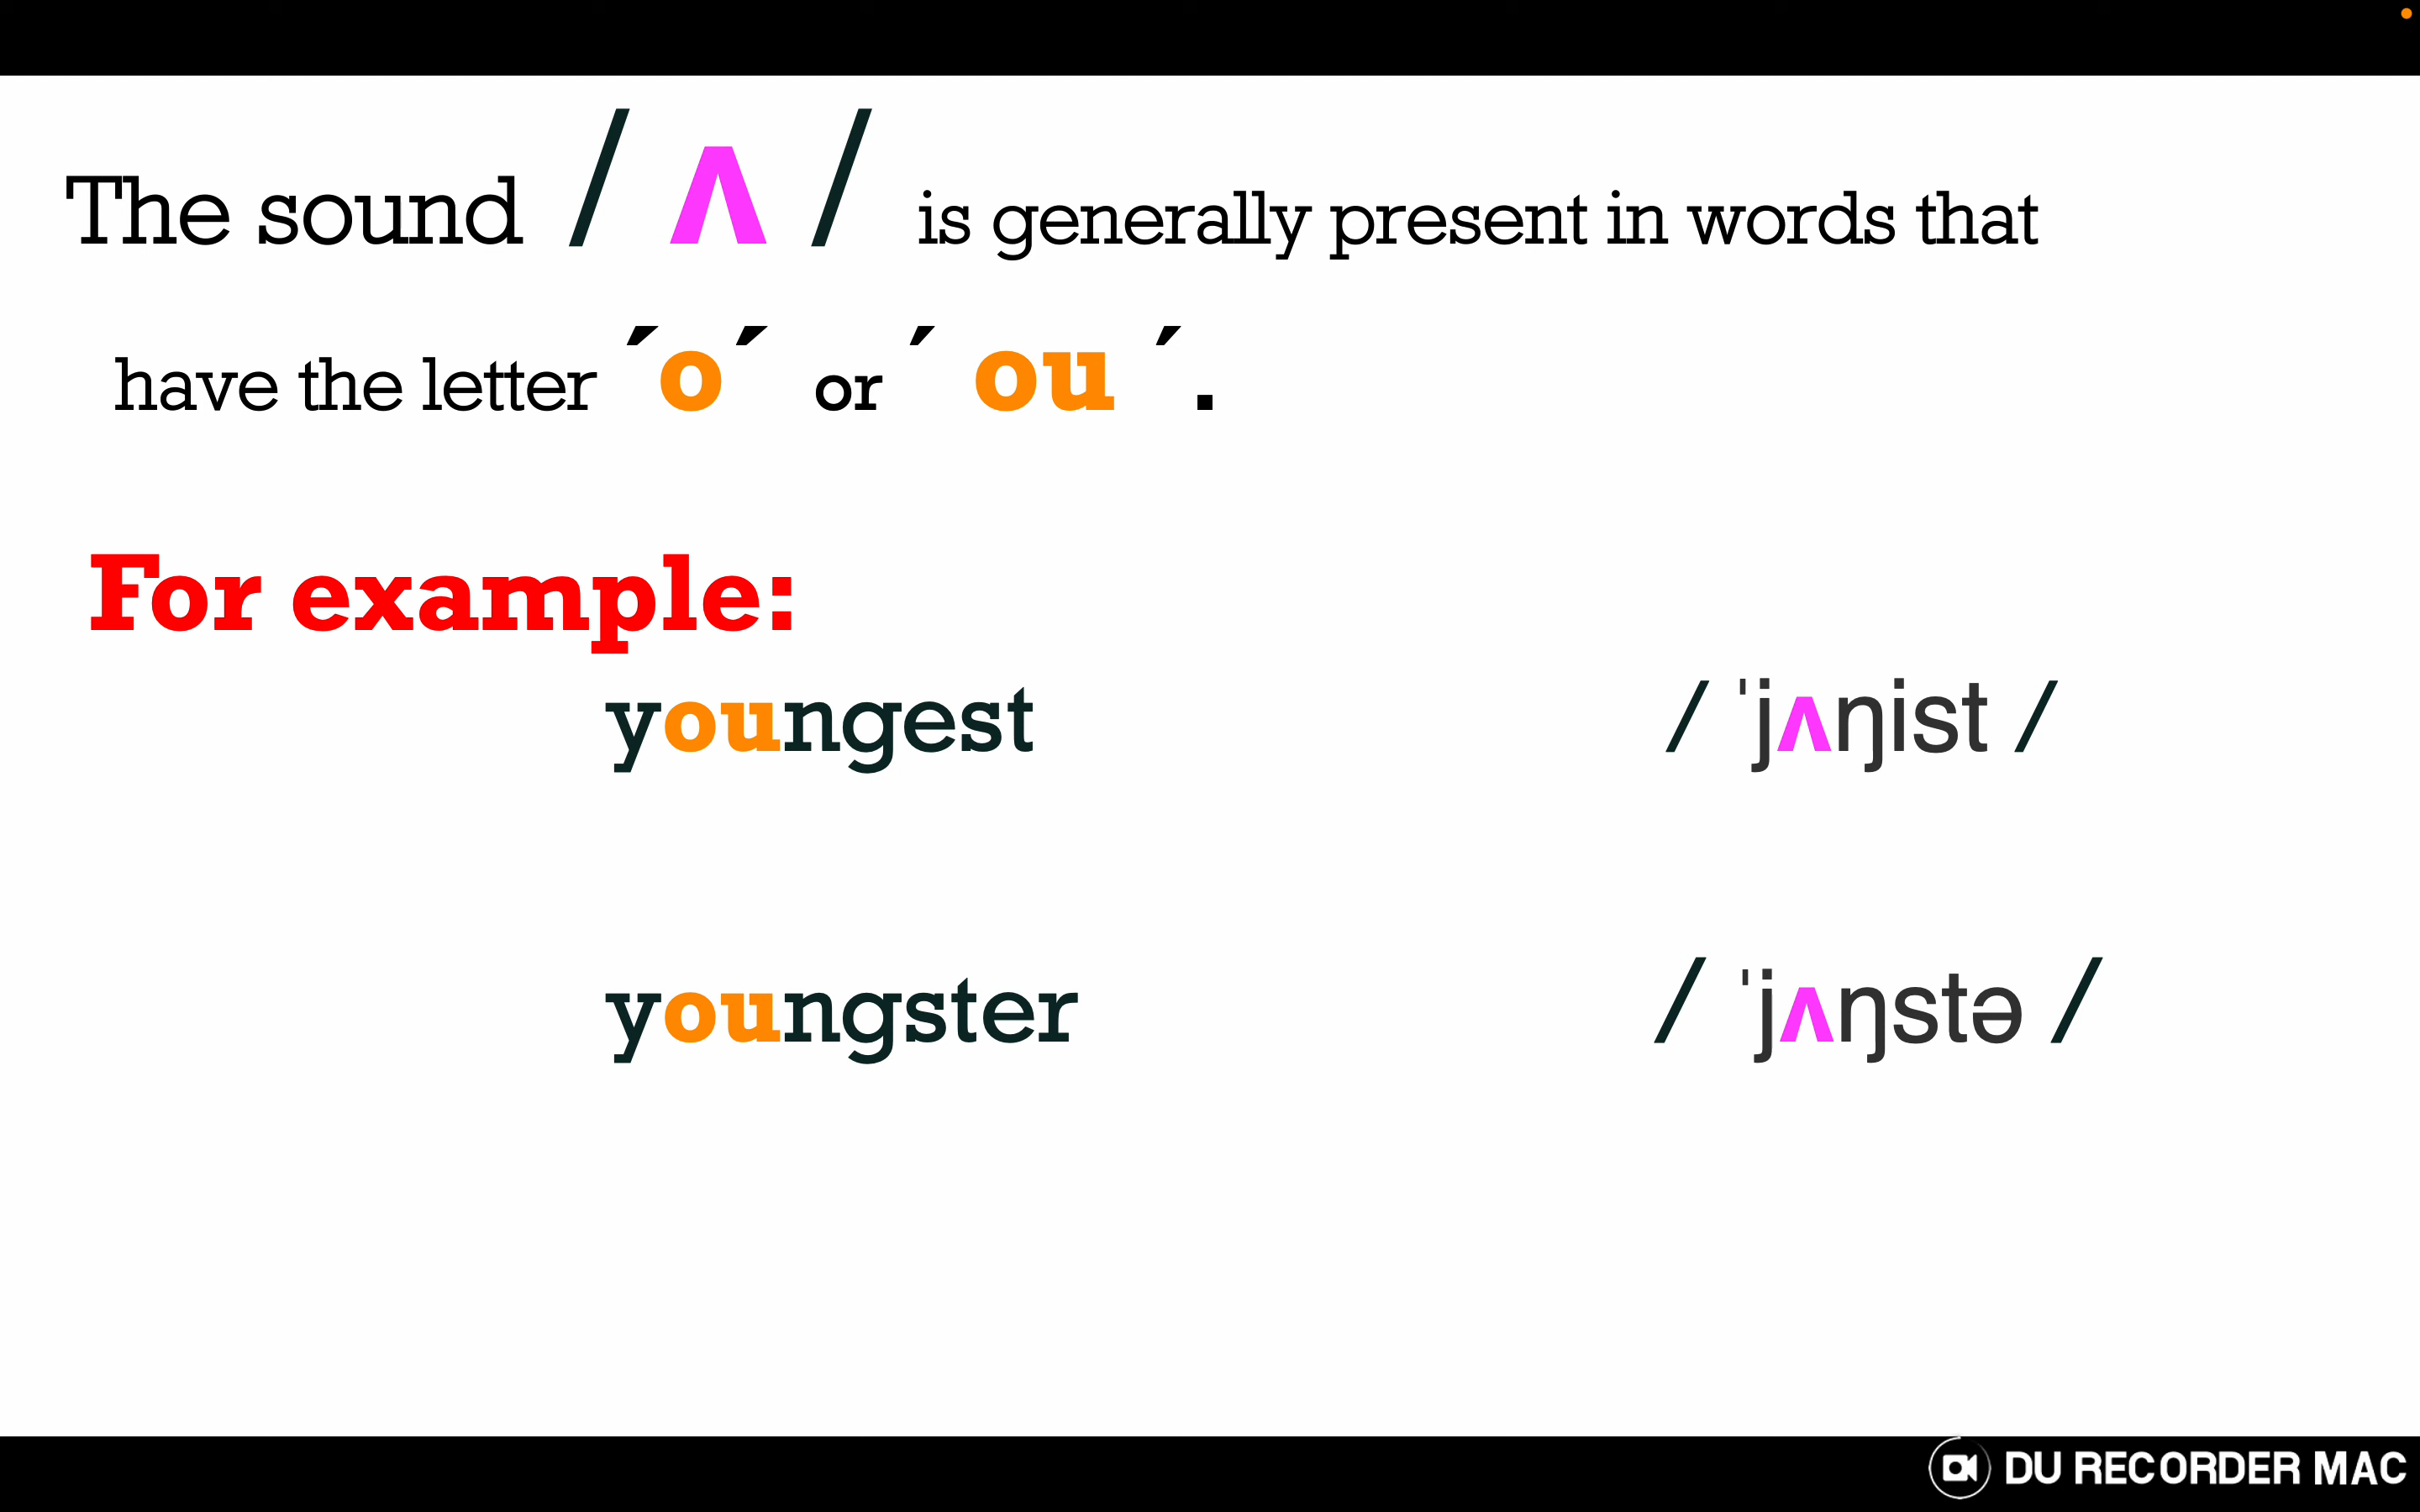 The sound / ʌ / is generally present in words that
have the letter ´o´ or ´ ou ´.
For example:
youngest / ˈjʌŋist /
youngster / ˈjʌŋstə /
DU RECORDER MAC